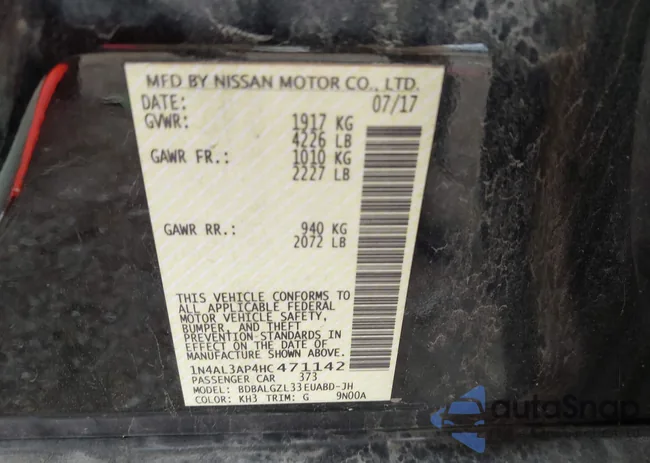 MFD BY NISSAN MOTOR CO., LTD.
DATE: 07/17
GVWR: 1917 KG
4226 LB
GAWR FR.: 1010 KG
2227 LB
GAWR RR.: 940 KG
2072 LB
THIS VEHICLE CONFORMS TO
ALL APPLICABLE FEDERAL
MOTOR VEHICLE SAFETY,
BUMPER, AND THEFT
PREVENTION STANDARDS IN
EFFECT ON THE DATE OF
MANUFACTURE SHOWN ABOVE.
1N4AL3AP4HC471142
PASSENGER CAR 373
MODEL: BDBALGZL33EUABD-JH
COLOR: KH3 TRIM: G 9N00A
autoSnap